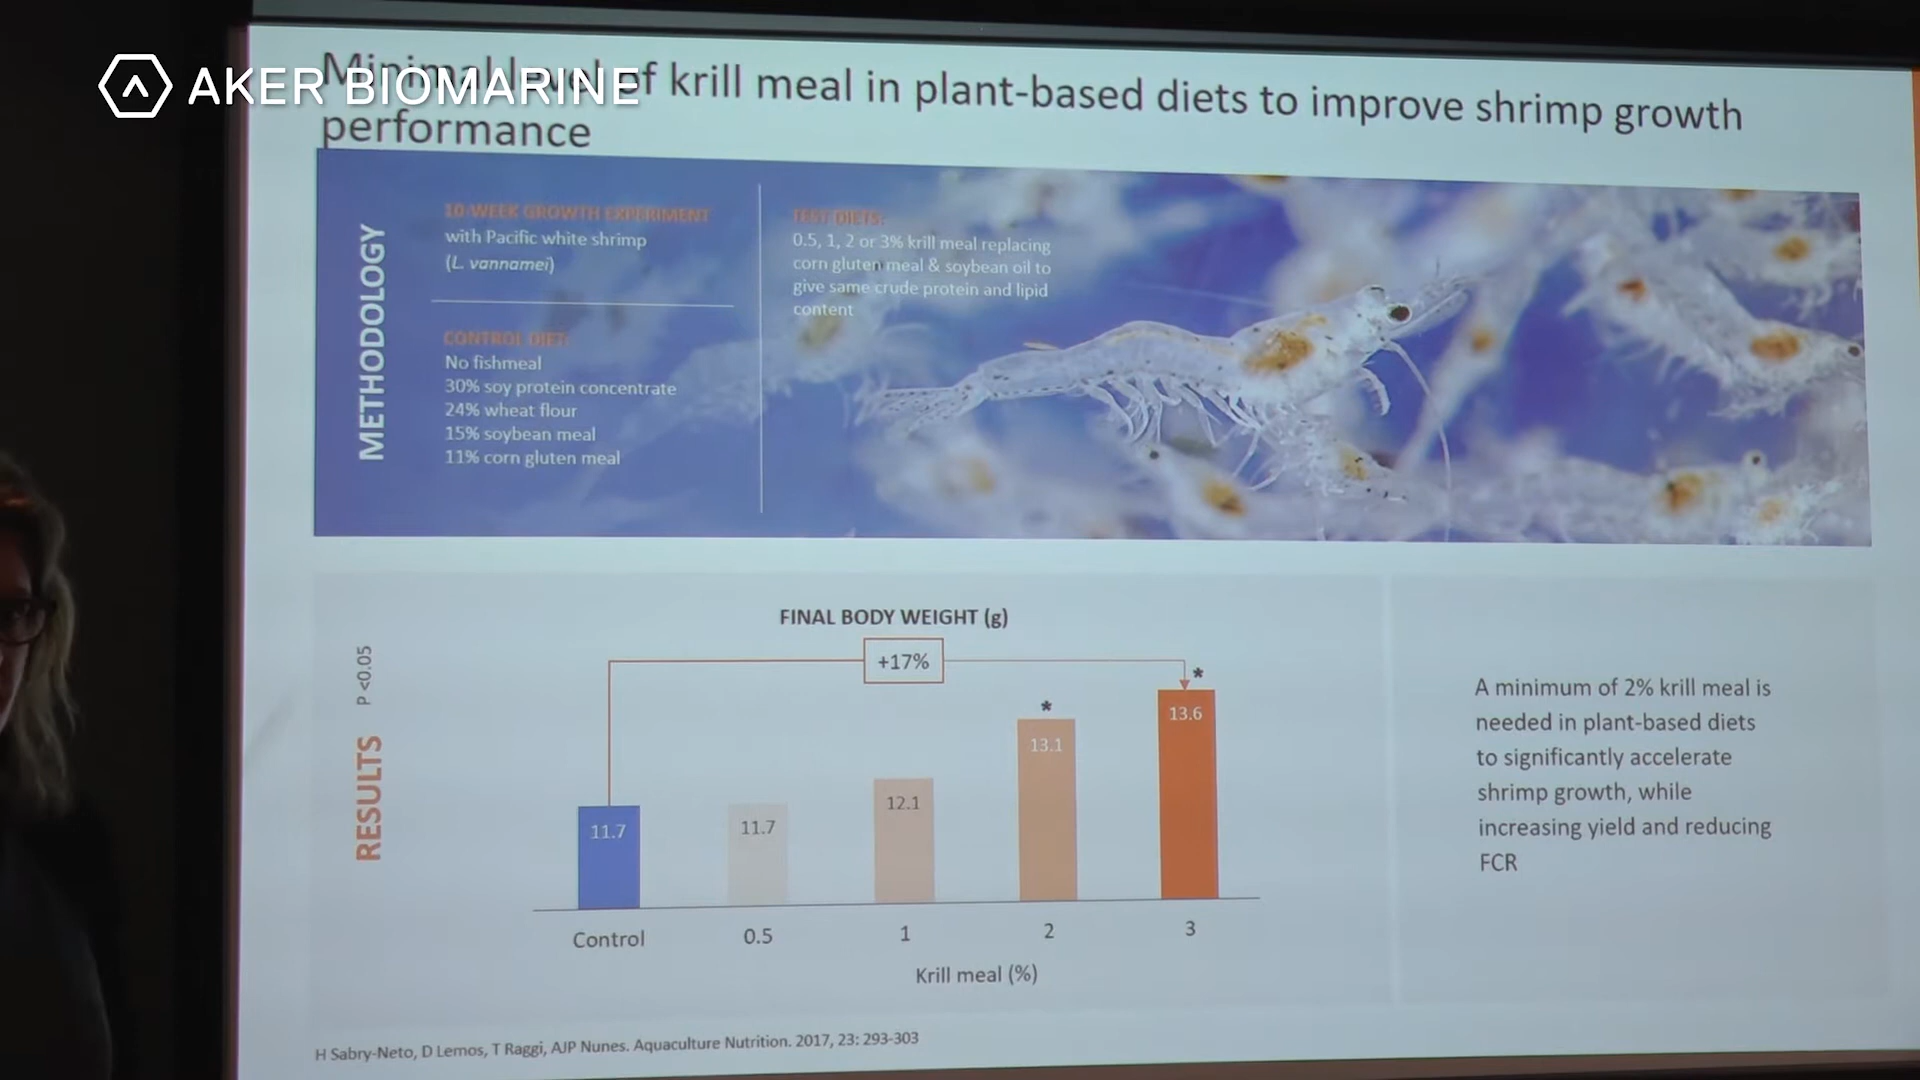 AKER BIOMARINE
Minimal level of krill meal in plant-based diets to improve shrimp growth
performance
METHODOLOGY
10-WEEK GROWTH EXPERIMENT
with Pacific white shrimp
(L. vannamei)
CONTROL DIET:
No fishmeal
30% soy protein concentrate
24% wheat flour
15% soybean meal
11% corn gluten meal
TEST DIETS:
0.5, 1, 2 or 3% krill meal replacing
corn gluten meal & soybean oil to
give same crude protein and lipid
content
RESULTS P <0.05
FINAL BODY WEIGHT (g)
+17%
* *
11.7 11.7 12.1 13.1 13.6
Control 0.5 1 2 3
Krill meal (%)
A minimum of 2% krill meal is
needed in plant-based diets
to significantly accelerate
shrimp growth, while
increasing yield and reducing
FCR
H Sabry-Neto, D Lemos, T Raggi, AJP Nunes. Aquaculture Nutrition. 2017, 23: 293-303